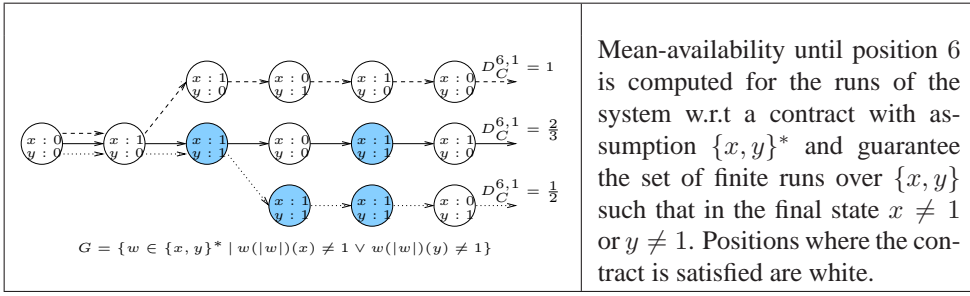 D_C^{6,1} = 1
x : 1 x : 0 x : 1 x : 0
y : 0 y : 1 y : 0 y : 0
D_C^{6,1} = 2/3
x : 0 x : 1 x : 1 x : 0 x : 1 x : 0
y : 0 y : 0 y : 1 y : 0 y : 1 y : 0
D_C^{6,1} = 1/2
x : 1 x : 1 x : 0
y : 1 y : 1 y : 1
G = {w ∈ {x, y}* | w(|w|)(x) ≠ 1 ∨ w(|w|)(y) ≠ 1}
Mean-availability until position 6
is computed for the runs of the
system w.r.t a contract with as-
sumption {x, y}* and guarantee
the set of finite runs over {x, y}
such that in the final state x ≠ 1
or y ≠ 1. Positions where the con-
tract is satisfied are white.